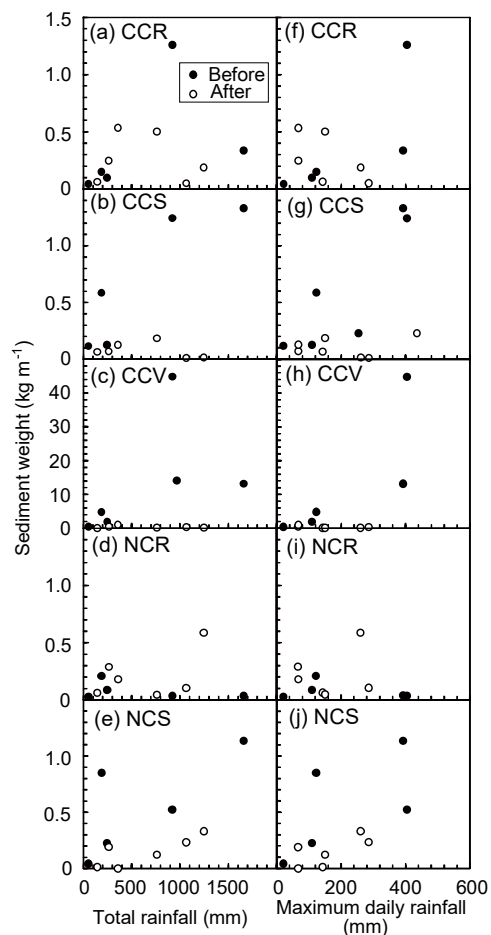 (a) CCR
(f) CCR
Before
After
1.5
1.0
0.5
0
(b) CCS
(g) CCS
1.0
0.5
0
(c) CCV
(h) CCV
40
30
20
10
0
(d) NCR
(i) NCR
1.0
0.5
0
(e) NCS
(j) NCS
1.0
0.5
0
Sediment weight (kg m-1)
0 500 1000 1500 0 200 400 600
Total rainfall (mm)
Maximum daily rainfall
(mm)